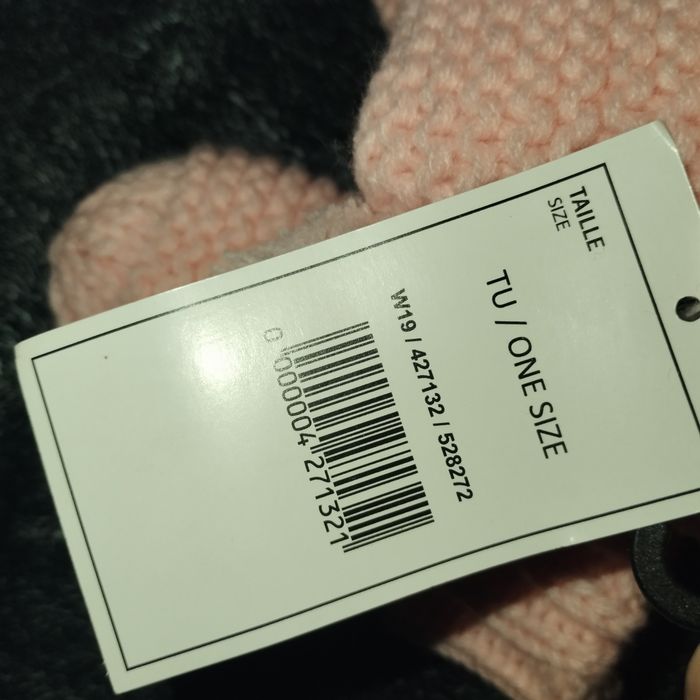 TAILLE
SIZE
TU / ONE SIZE
W19 / 427132 / 528272
0 000004 271321